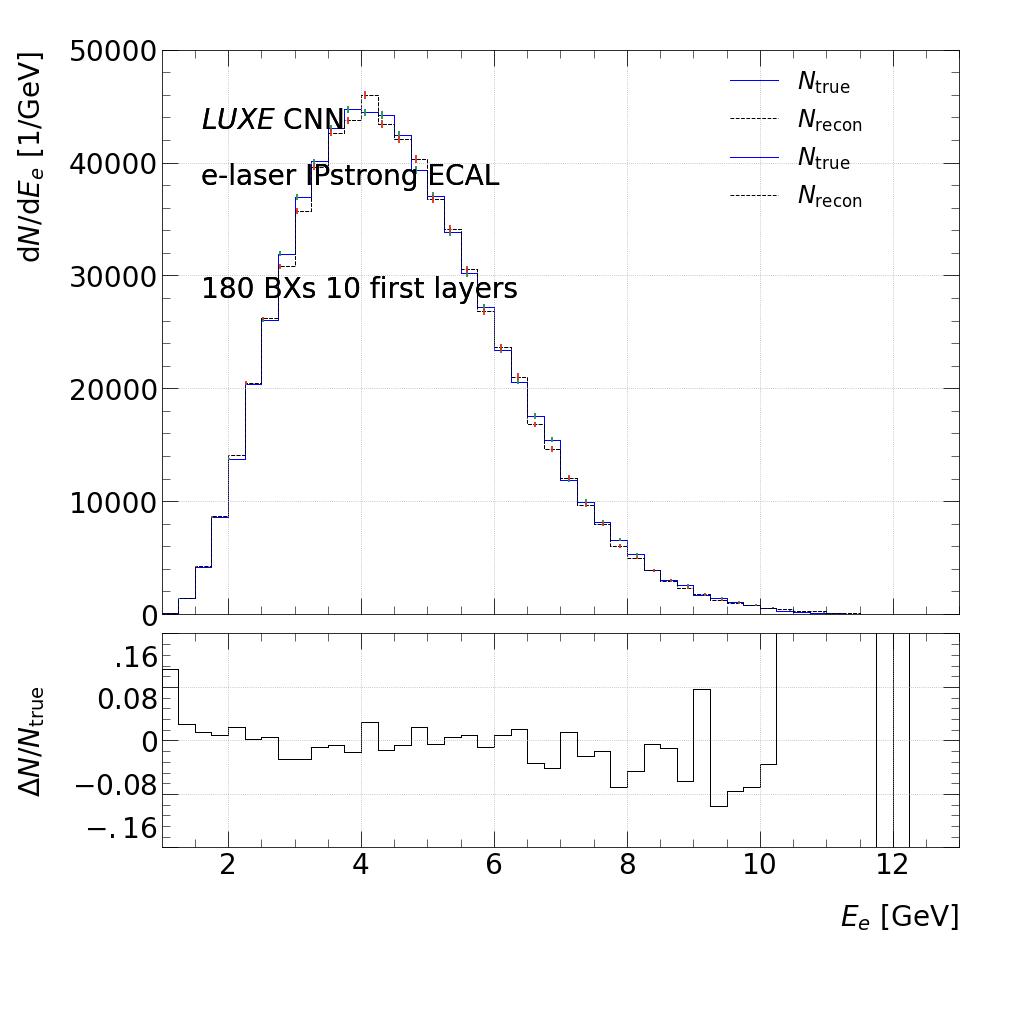 50000
40000
30000
20000
10000
0
dN/dE_e [1/GeV]
LUXE CNN
e-laser IPstrong ECAL
180 BXs 10 first layers
N_true
N_recon
N_true
N_recon
.16
0.08
0
−0.08
−.16
ΔN/N_true
2 4 6 8 10 12
E_e [GeV]